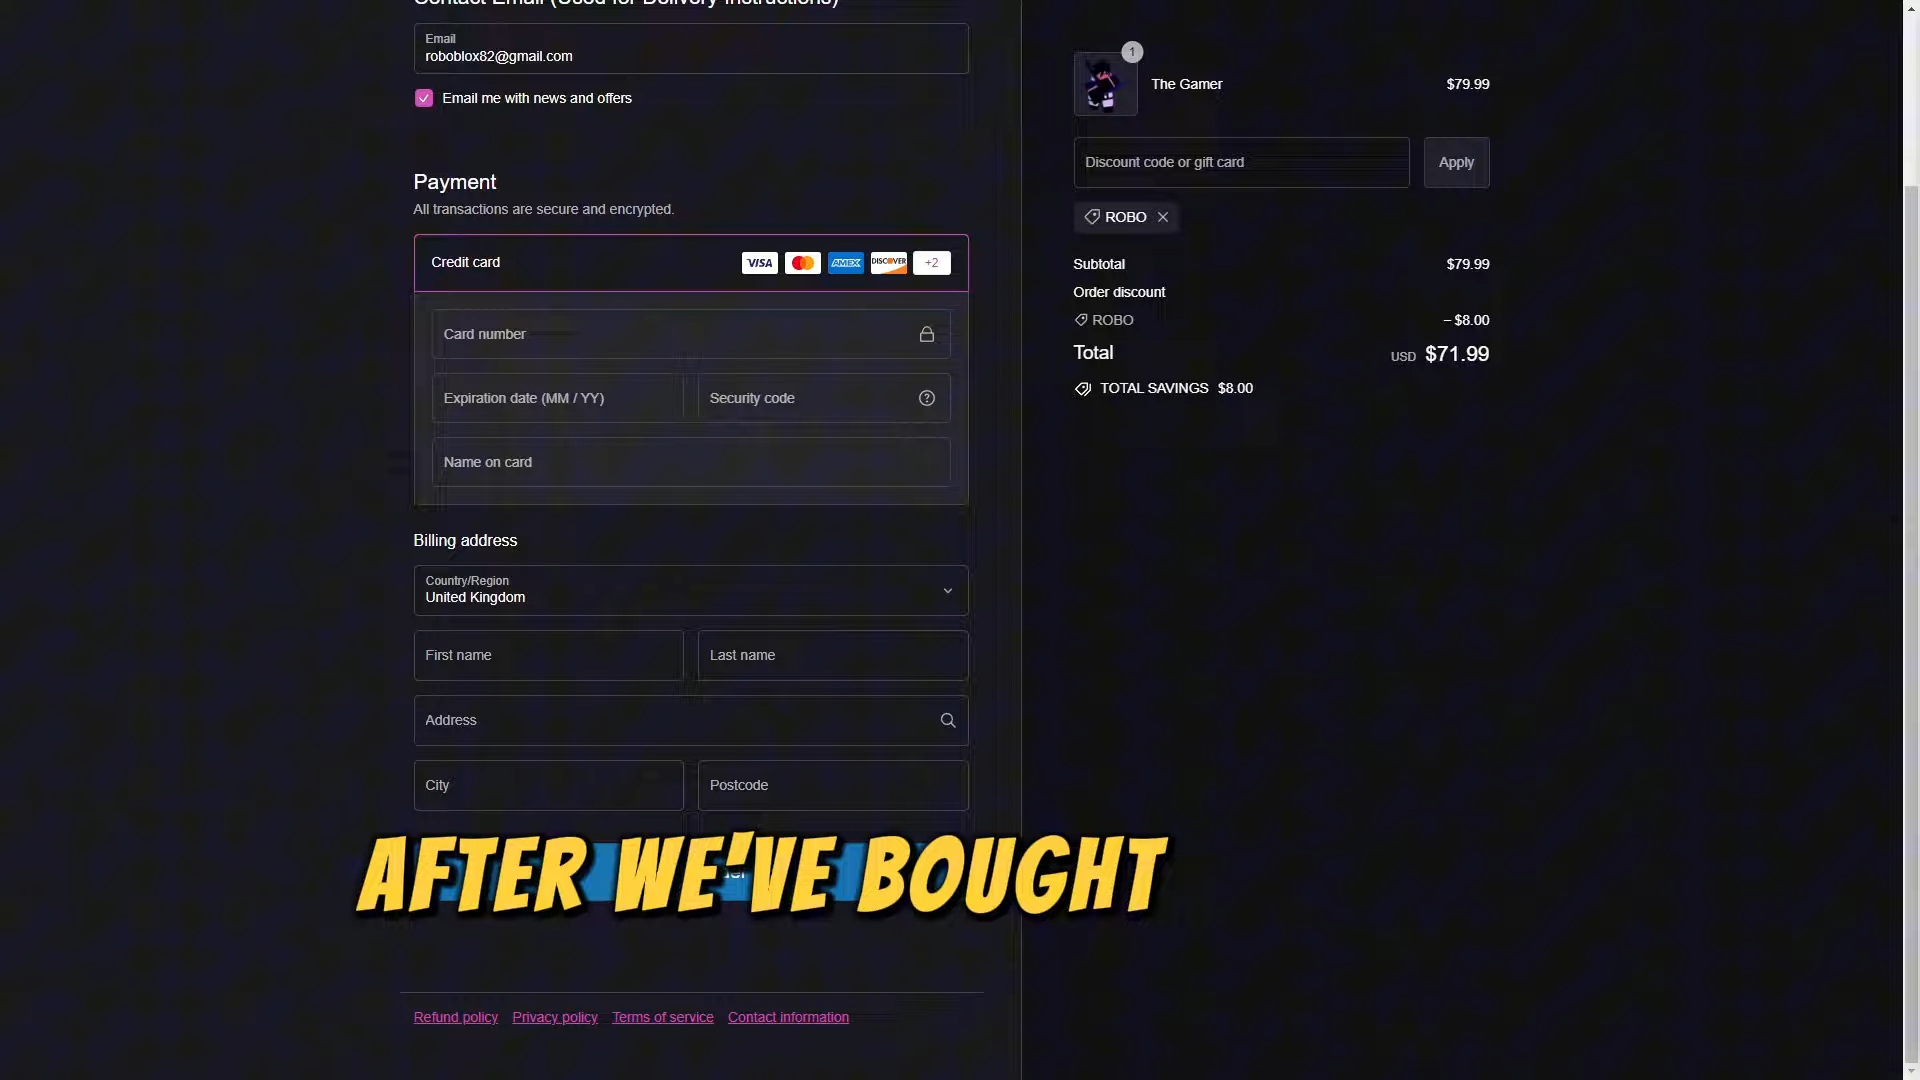 Contact Email (Used for Delivery Instructions)
Email
roboblox82@gmail.com
Email me with news and offers
Payment
All transactions are secure and encrypted.
Credit card
VISA
AMEX
DISCOVER
+2
Card number
Expiration date (MM / YY)
Security code
Name on card
Billing address
Country/Region
United Kingdom
First name
Last name
Address
City
Postcode
AFTER WE'VE BOUGHT
Refund policy
Privacy policy
Terms of service
Contact information
1
The Gamer
$79.99
Discount code or gift card
Apply
ROBO
Subtotal
$79.99
Order discount
ROBO
– $8.00
Total
USD $71.99
TOTAL SAVINGS $8.00